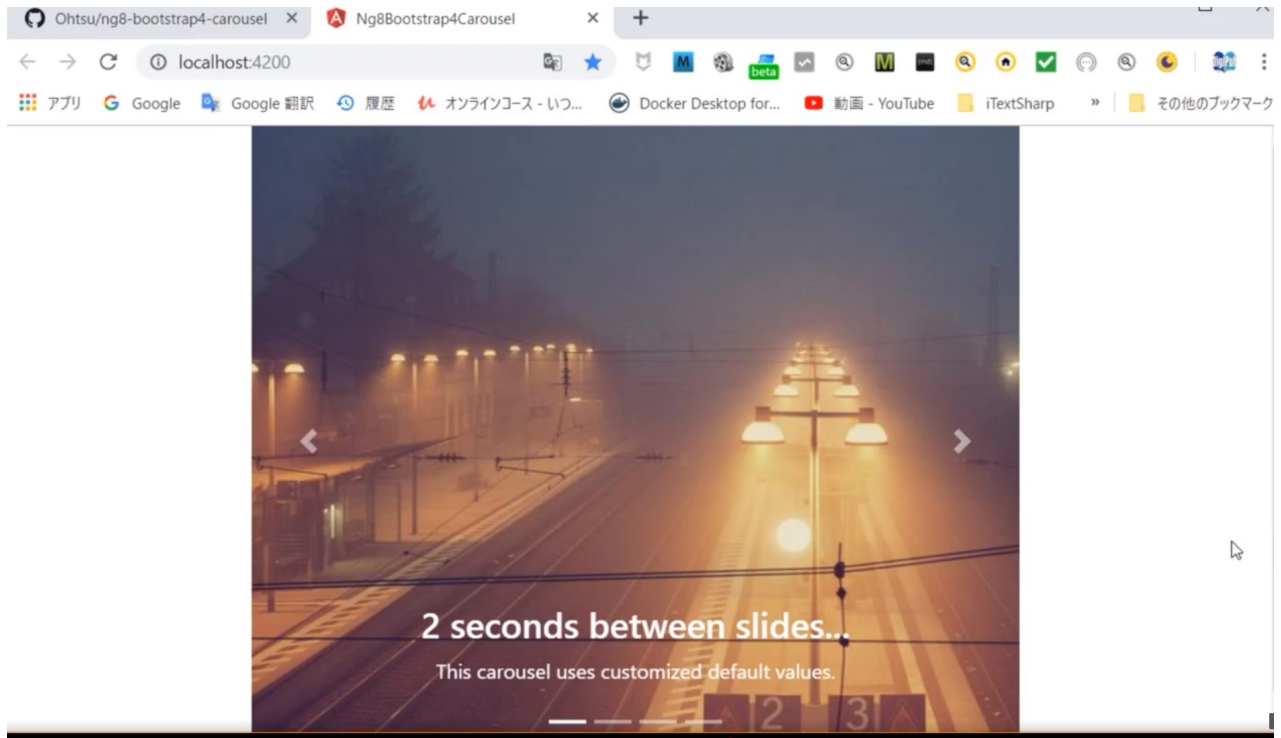 Ohtsu/ng8-bootstrap4-carousel
Ng8Bootstrap4Carousel
localhost:4200
M
beta
M
アプリ
Google
Google 翻訳
履歴
オンラインコース - いつ...
Docker Desktop for...
動画 - YouTube
iTextSharp
»
その他のブックマーク
2 seconds between slides...
This carousel uses customized default values.
2 3